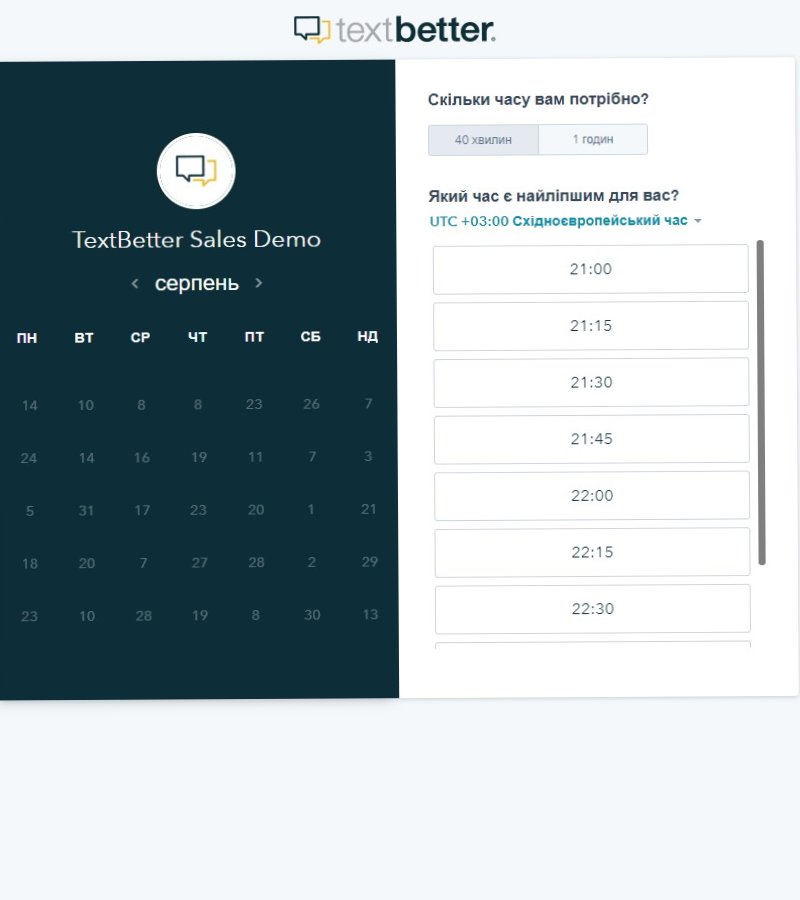 textbetter.
TextBetter Sales Demo
серпень
ПН ВТ СР ЧТ ПТ СБ НД
14 10 8 8 23 26 7
24 14 16 19 11 7 3
5 31 17 23 20 1 21
18 20 7 27 28 2 29
23 10 28 19 8 30 13
Скільки часу вам потрібно?
40 хвилин 1 годин
Який час є найліпшим для вас?
UTC +03:00 Східноєвропейський час
21:00
21:15
21:30
21:45
22:00
22:15
22:30